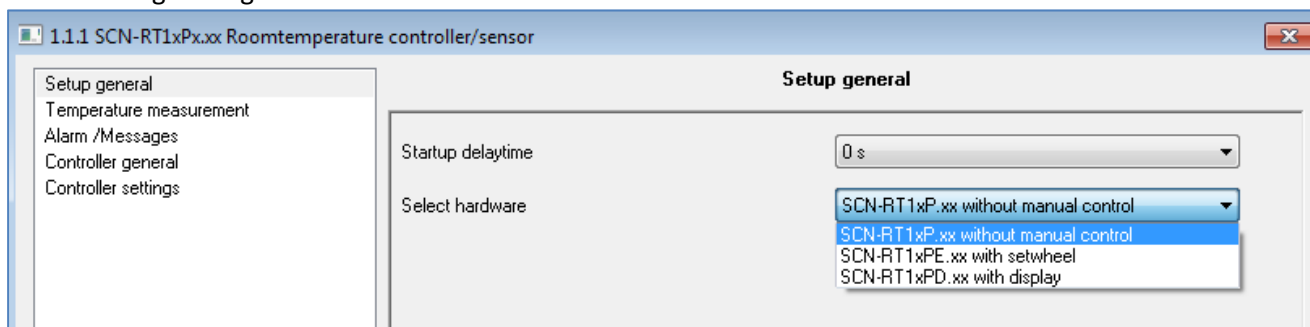 1.1.1 SCN-RT1xPx.xx Roomtemperature controller/sensor
Setup general
Temperature measurement
Alarm /Messages
Controller general
Controller settings
Setup general
Startup delaytime
0 s
Select hardware
SCN-RT1xP.xx without manual control
SCN-RT1xP.xx without manual control
SCN-RT1xPE.xx with setwheel
SCN-RT1xPD.xx with display